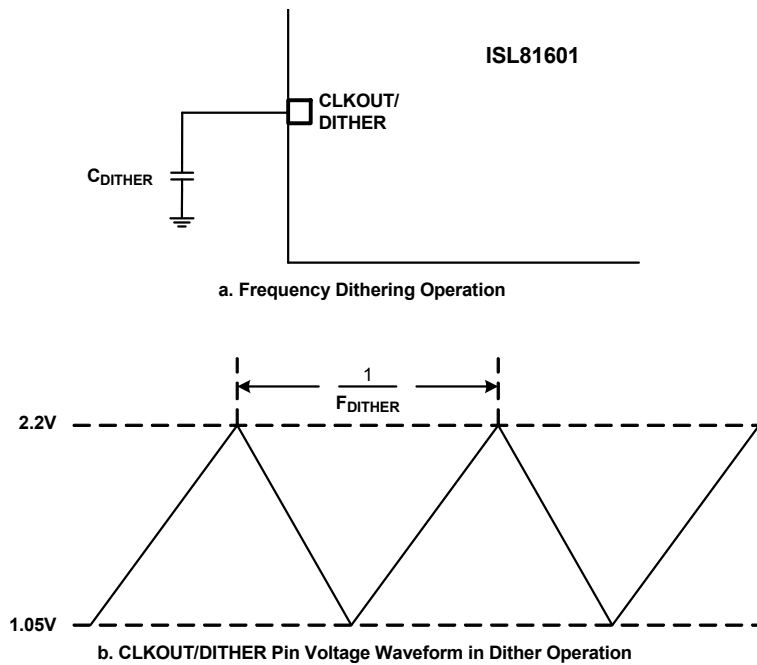 ISL81601
CLKOUT/
DITHER
CDITHER
a. Frequency Dithering Operation
1
FDITHER
2.2V
1.05V
b. CLKOUT/DITHER Pin Voltage Waveform in Dither Operation